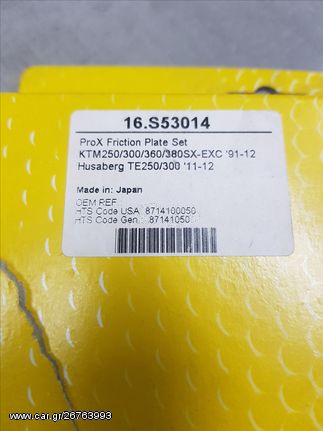 16.S53014
ProX Friction Plate Set
KTM250/300/360/380SX-EXC '91-12
Husaberg TE250/300 '11-12
Made in: Japan
OEM REF
HTS Code USA: 8714100050
HTS Code Gen.: 87141050
www.car.gr/26763993